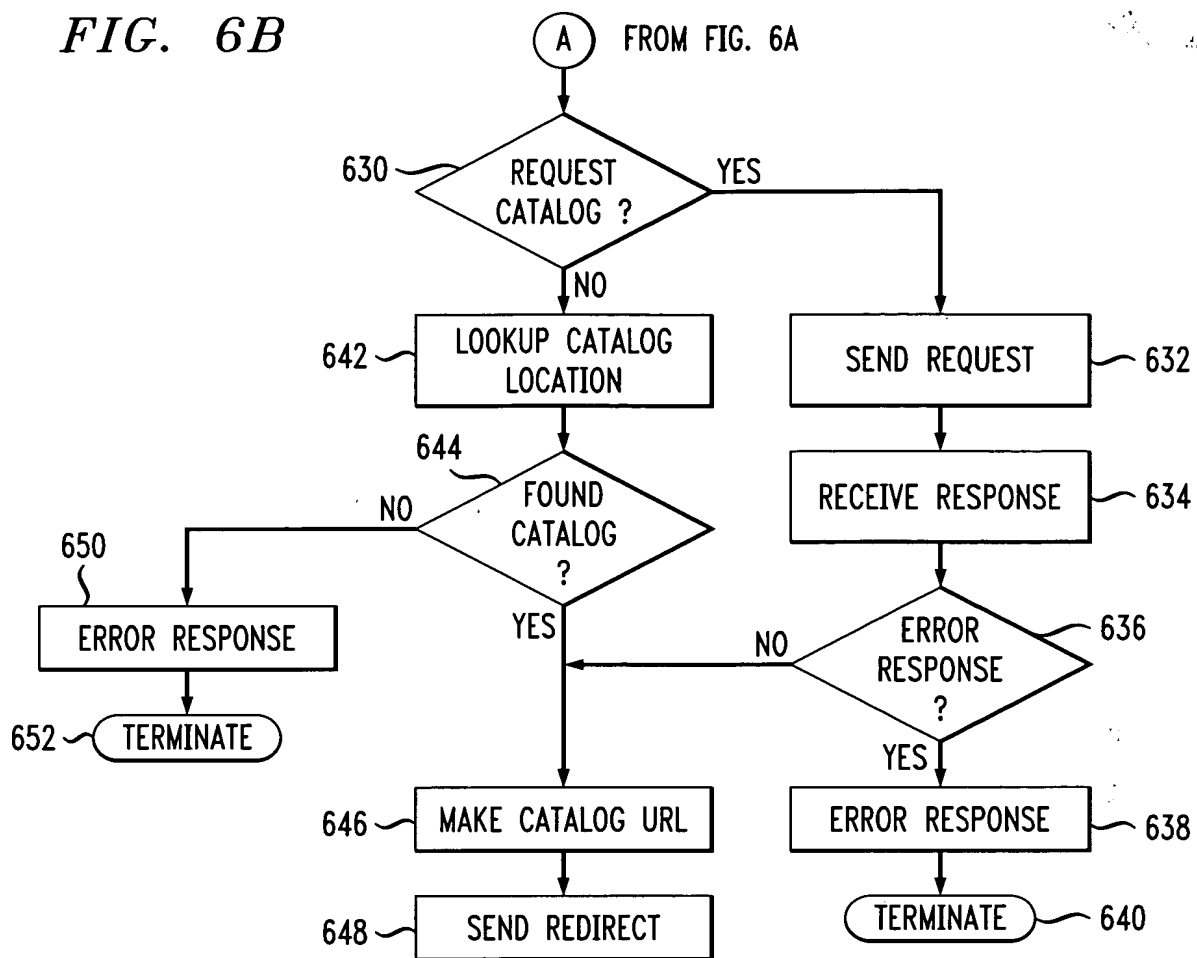 FIG. 6B
A
FROM FIG. 6A
630
REQUEST
CATALOG ?
YES
NO
642
LOOKUP CATALOG
LOCATION
SEND REQUEST
632
644
FOUND
CATALOG
?
NO
YES
RECEIVE RESPONSE
634
650
ERROR RESPONSE
652
TERMINATE
ERROR
RESPONSE
?
636
NO
YES
646
MAKE CATALOG URL
ERROR RESPONSE
638
648
SEND REDIRECT
TERMINATE
640